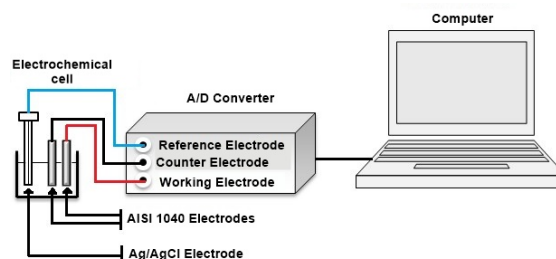 Computer
Electrochemical
cell
A/D Converter
Reference Electrode
Counter Electrode
Working Electrode
AISI 1040 Electrodes
Ag/AgCl Electrode